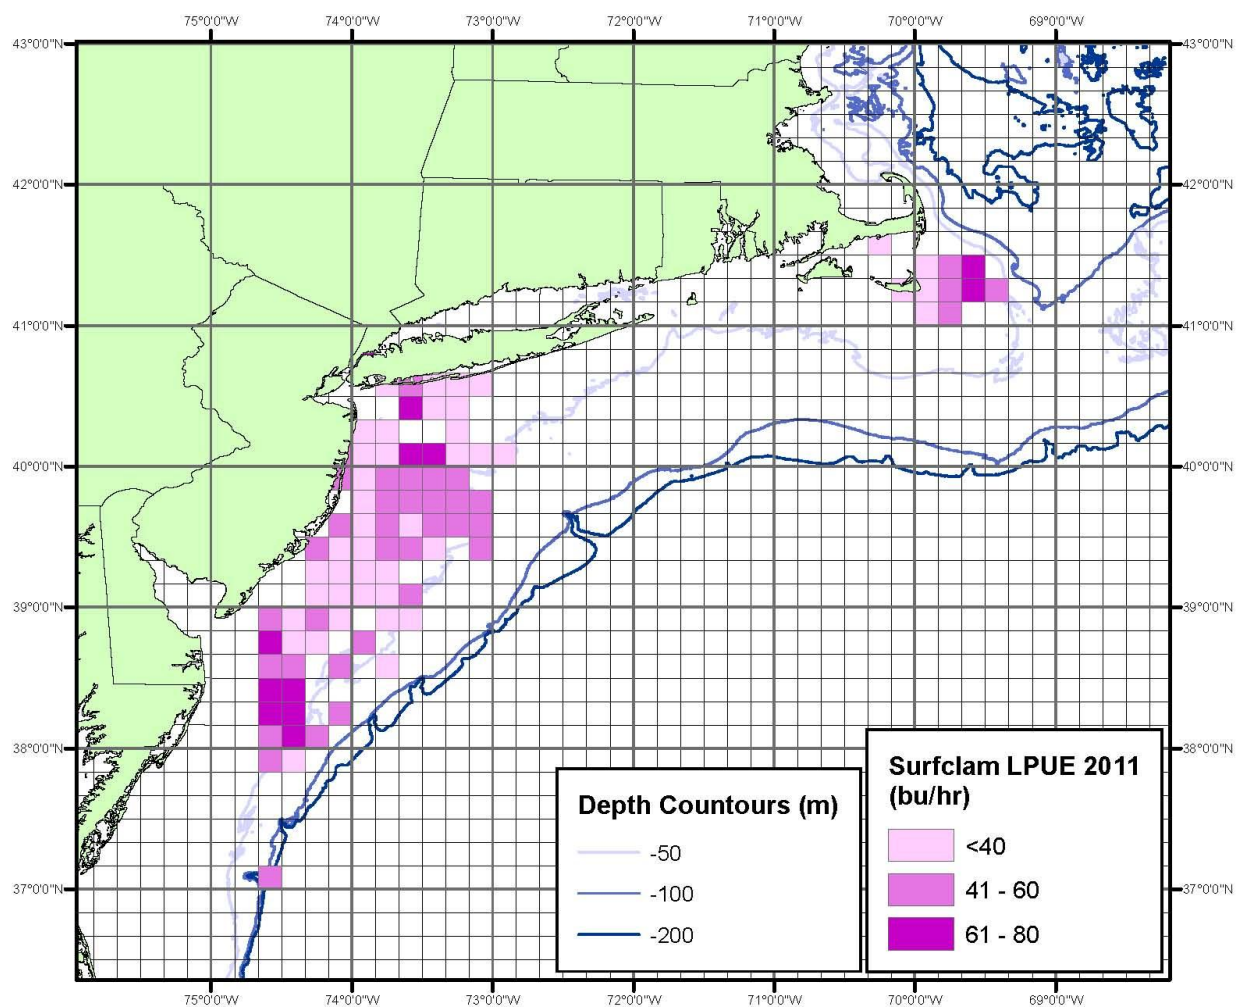 75°0'0"W 74°0'0"W 73°0'0"W 72°0'0"W 71°0'0"W 70°0'0"W 69°0'0"W
43°0'0"N 43°0'0"N
42°0'0"N 42°0'0"N
41°0'0"N 41°0'0"N
40°0'0"N 40°0'0"N
39°0'0"N 39°0'0"N
38°0'0"N 38°0'0"N
37°0'0"N 37°0'0"N
Depth Countours (m)
-50
-100
-200
Surfclam LPUE 2011
(bu/hr)
<40
41 - 60
61 - 80
75°0'0"W 74°0'0"W 73°0'0"W 72°0'0"W 71°0'0"W 70°0'0"W 69°0'0"W